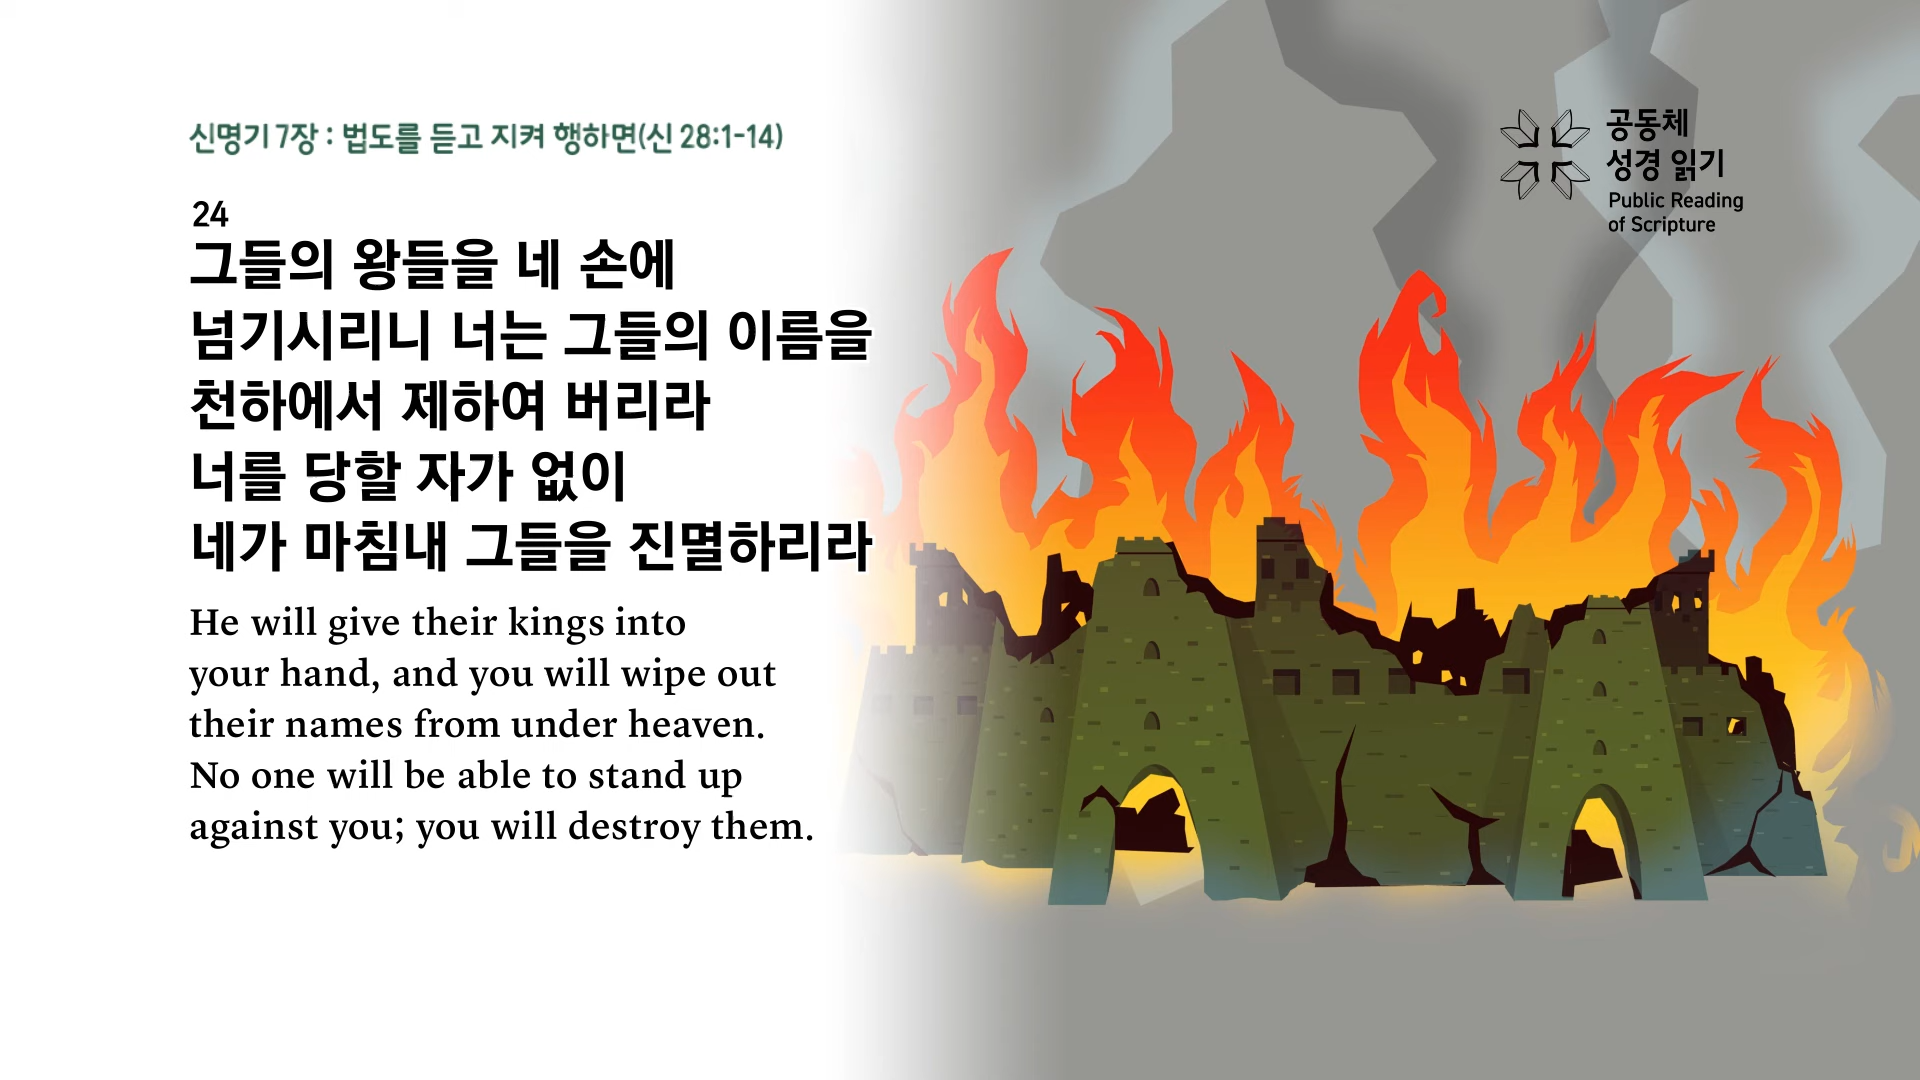 신명기 7장 : 법도를 듣고 지켜 행하면(신 28:1-14)
24
그들의 왕들을 네 손에
넘기시리니 너는 그들의 이름을
천하에서 제하여 버리라
너를 당할 자가 없이
네가 마침내 그들을 진멸하리라
He will give their kings into
your hand, and you will wipe out
their names from under heaven.
No one will be able to stand up
against you; you will destroy them.
공동체
성경 읽기
Public Reading
of Scripture